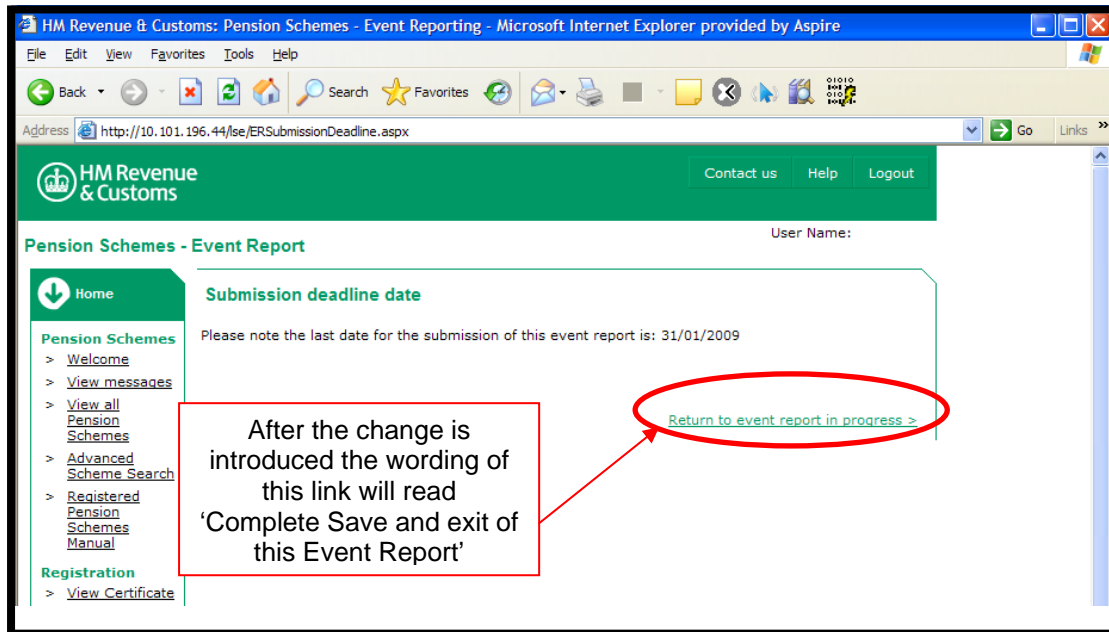 HM Revenue & Customs: Pension Schemes - Event Reporting - Microsoft Internet Explorer provided by Aspire
File Edit View Favorites Tools Help
Back Search Favorites
Address http://10.101.196.44/lse/ERSubmissionDeadline.aspx Go Links »
HM Revenue
& Customs
Contact us Help Logout
User Name:
Pension Schemes - Event Report
Home
Pension Schemes
> Welcome
> View messages
> View all
Pension
Schemes
> Advanced
Scheme Search
> Registered
Pension
Schemes
Manual
Registration
> View Certificate
Submission deadline date
Please note the last date for the submission of this event report is: 31/01/2009
Return to event report in progress >
After the change is
introduced the wording of
this link will read
‘Complete Save and exit of
this Event Report’